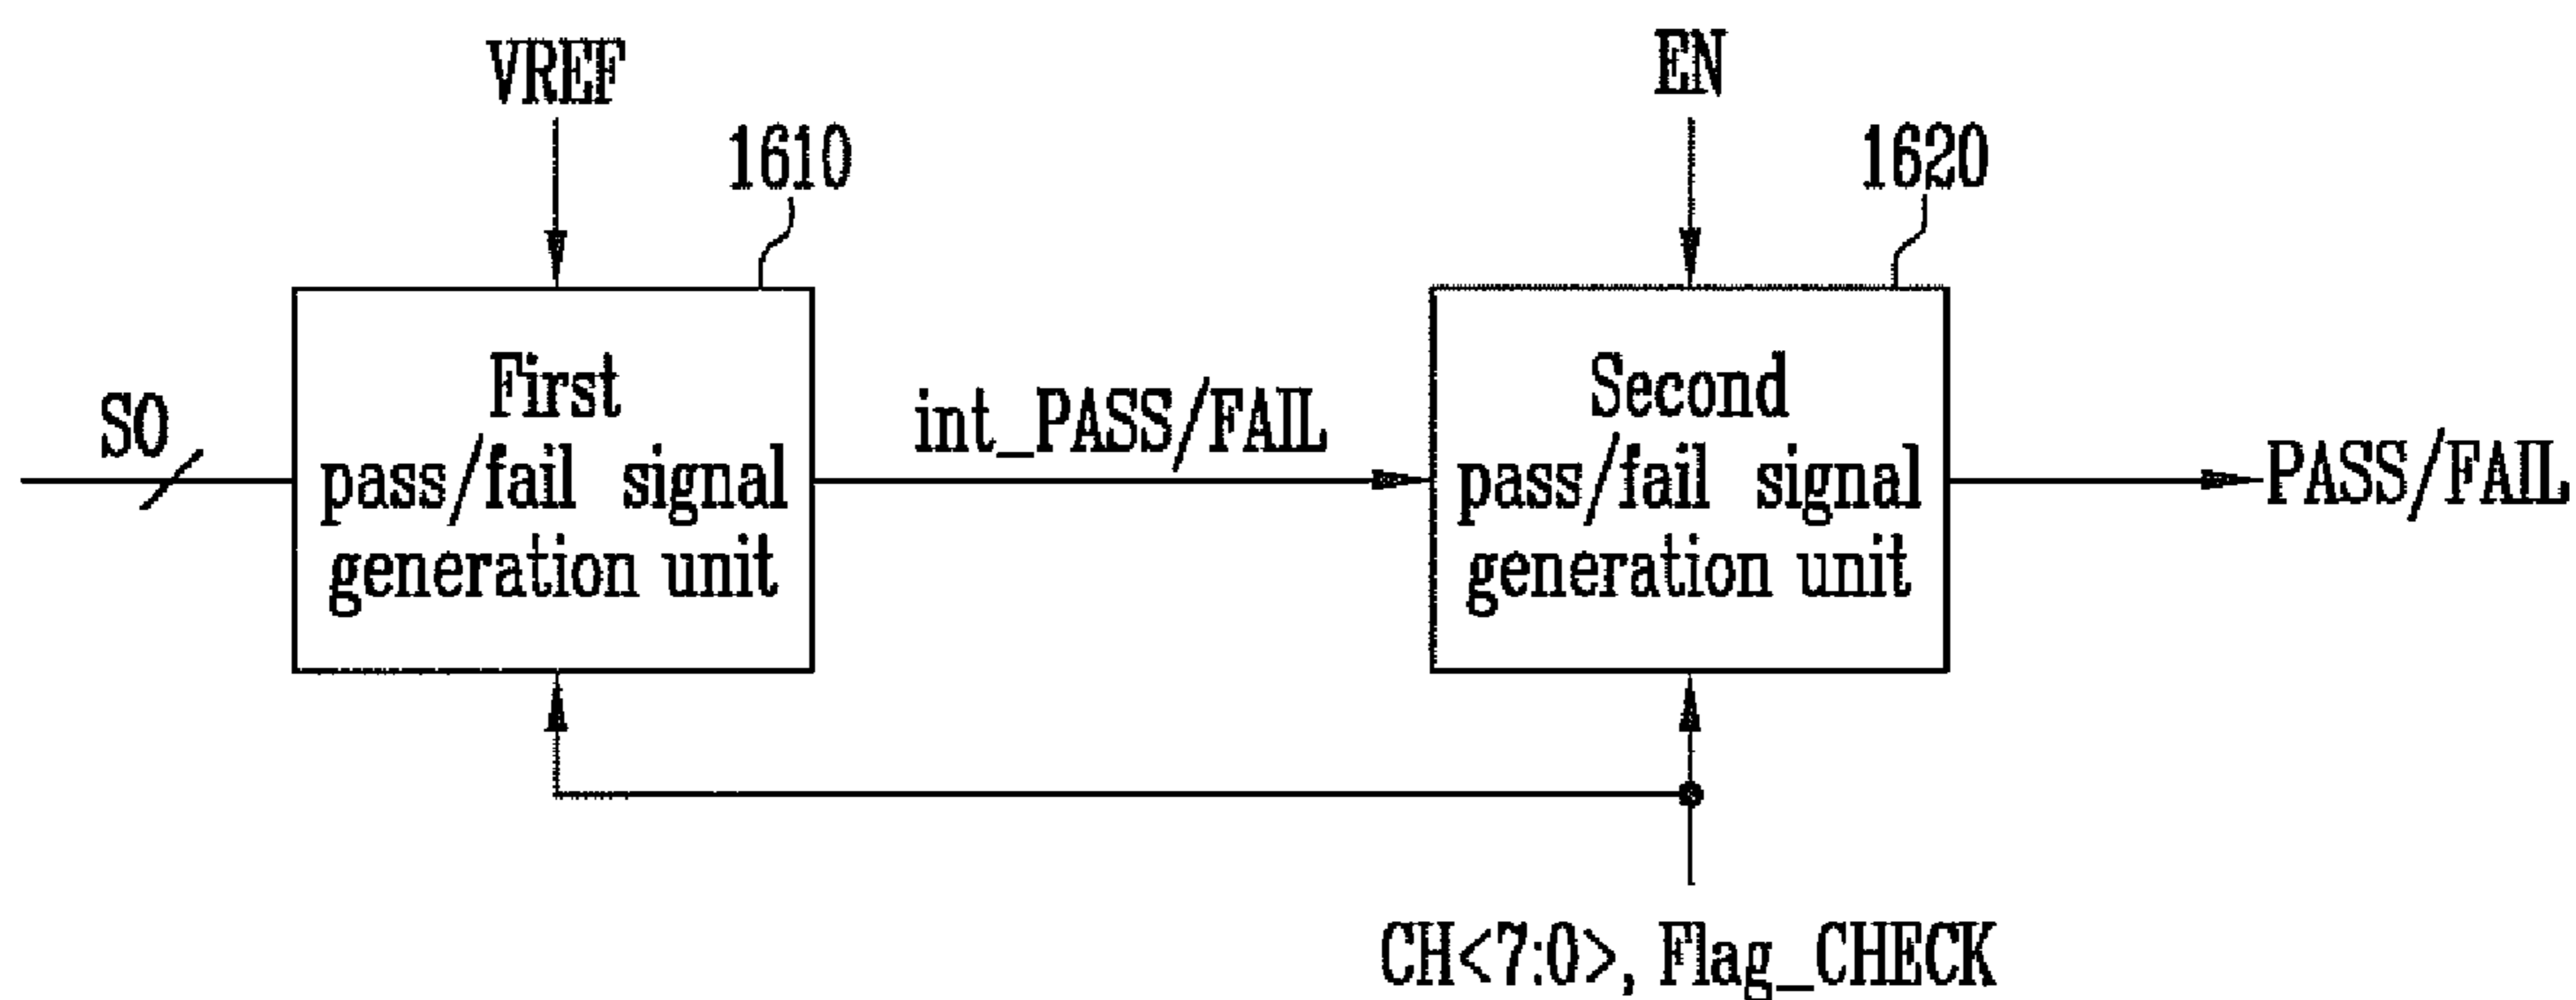 VREF
EN
1610
1620
SO
First
pass/fail signal
generation unit
int_PASS/FAIL
Second
pass/fail signal
generation unit
PASS/FAIL
CH<7:0>, Flag_CHECK